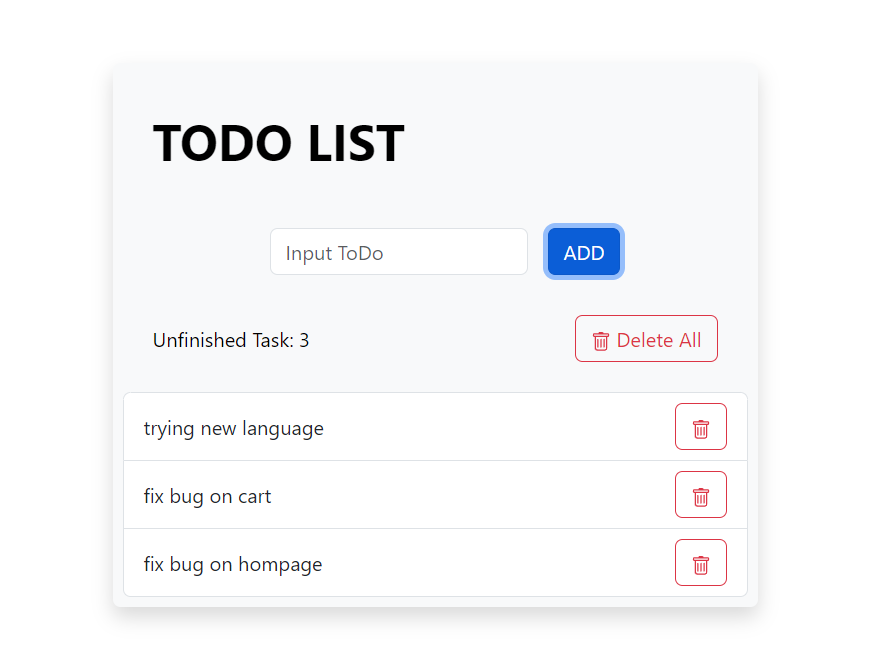 TODO LIST
Input ToDo
ADD
Unfinished Task: 3
Delete All
trying new language
fix bug on cart
fix bug on hompage